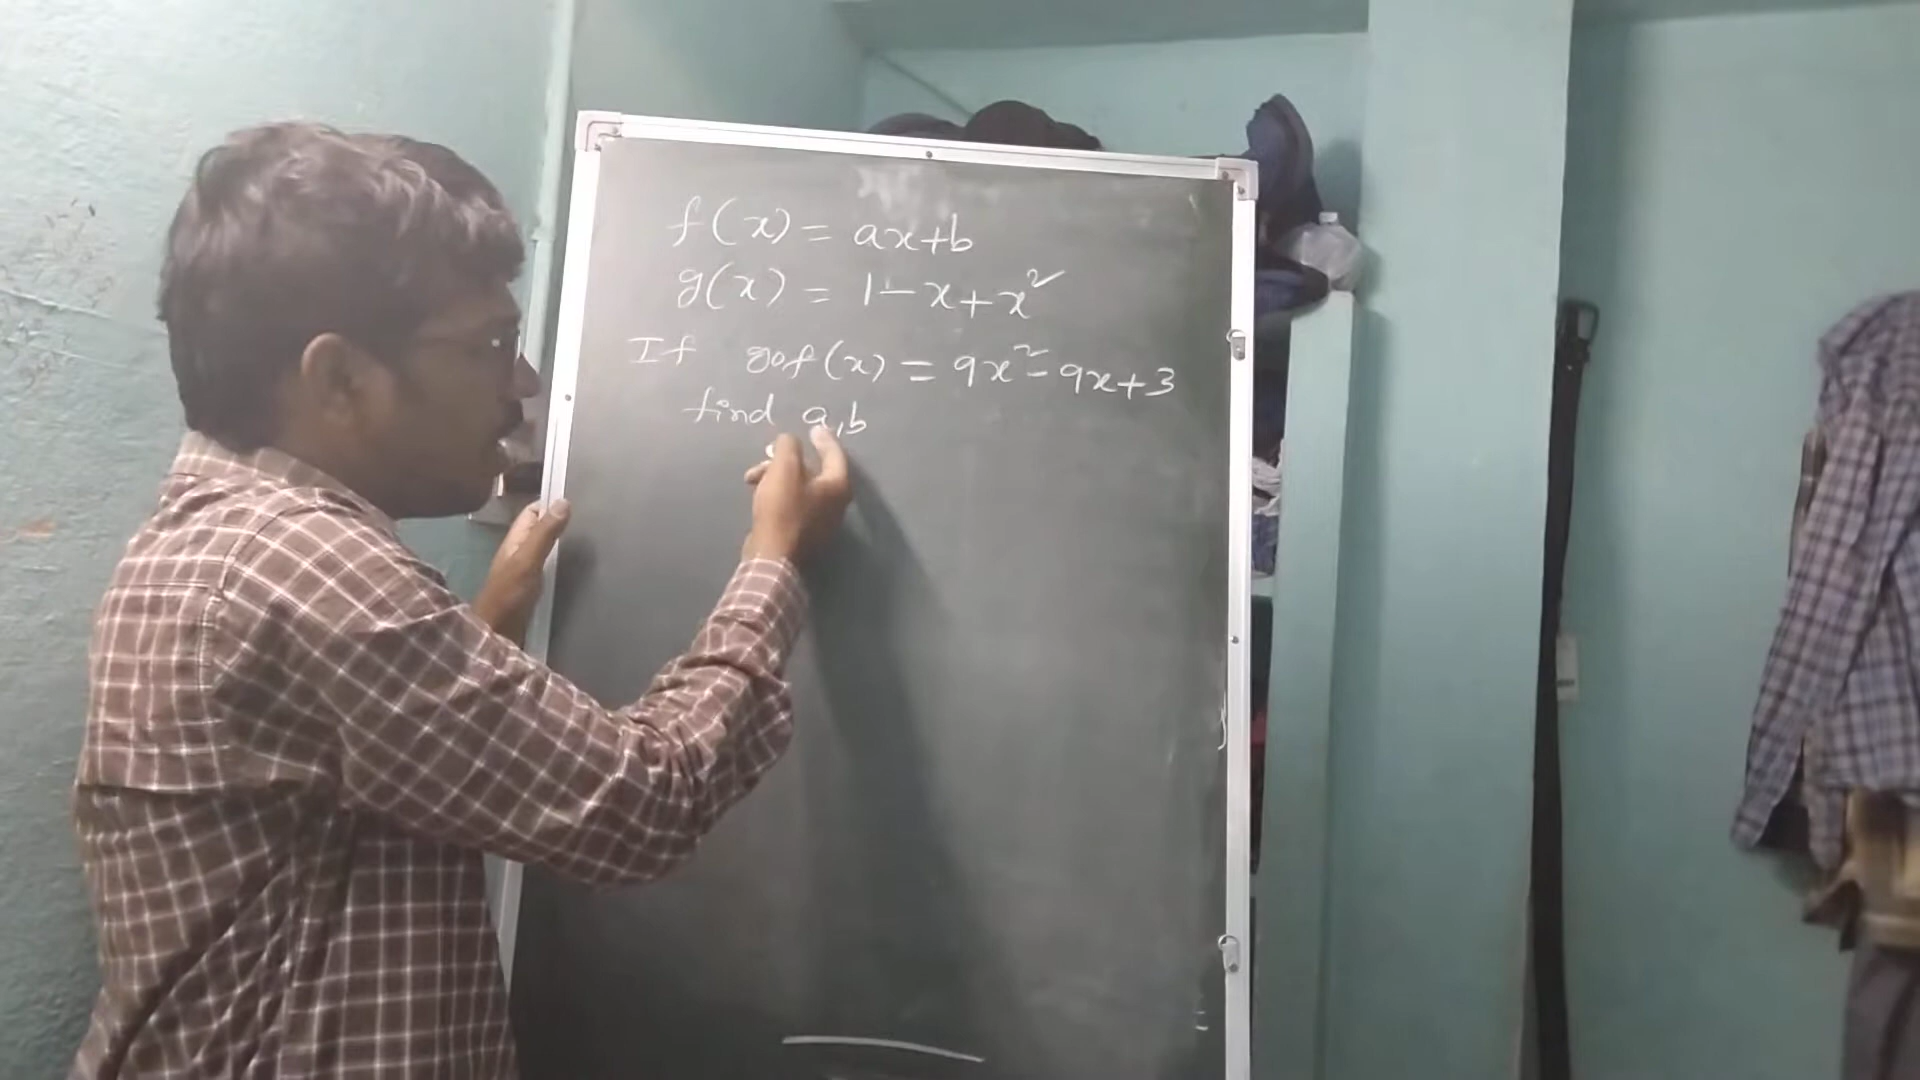 f(x) = ax+b
g(x) = 1-x+x²
If gof(x) = 9x²-9x+3
find a,b